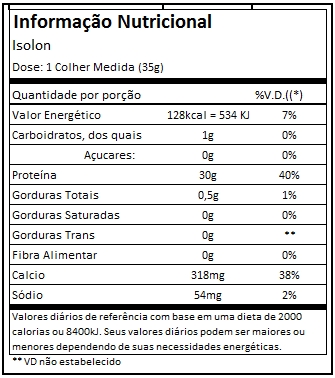 Informação Nutricional
Isolon
Dose: 1 Colher Medida (35g)
Quantidade por porção %V.D.((*)
Valor Energético 128kcal = 534 KJ 7%
Carboidratos, dos quais 1g 0%
Açucares: 0g 0%
Proteína 30g 40%
Gorduras Totais 0,5g 1%
Gorduras Saturadas 0g 0%
Gorduras Trans 0g **
Fibra Alimentar 0g 0%
Calcio 318mg 38%
Sódio 54mg 2%
Valores diários de referência com base em uma dieta de 2000
calorias ou 8400kJ. Seus valores diários podem ser maiores ou
menores dependendo de suas necessidades energéticas.
** VD não estabelecido